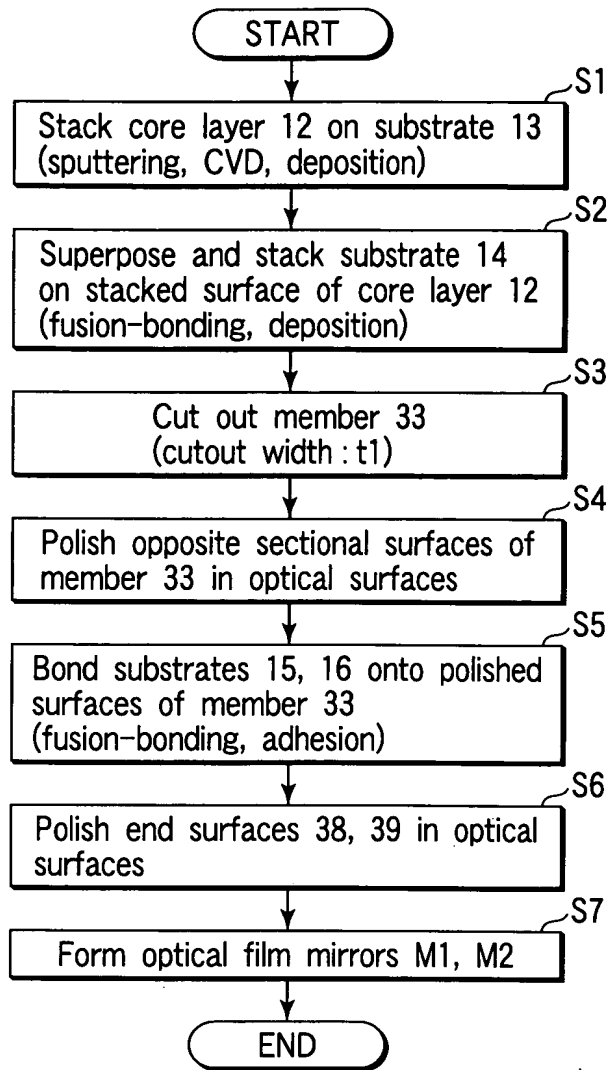 START
S1
Stack core layer 12 on substrate 13
(sputtering, CVD, deposition)
S2
Superpose and stack substrate 14
on stacked surface of core layer 12
(fusion-bonding, deposition)
S3
Cut out member 33
(cutout width : t1)
S4
Polish opposite sectional surfaces of
member 33 in optical surfaces
S5
Bond substrates 15, 16 onto polished
surfaces of member 33
(fusion-bonding, adhesion)
S6
Polish end surfaces 38, 39 in optical
surfaces
S7
Form optical film mirrors M1, M2
END